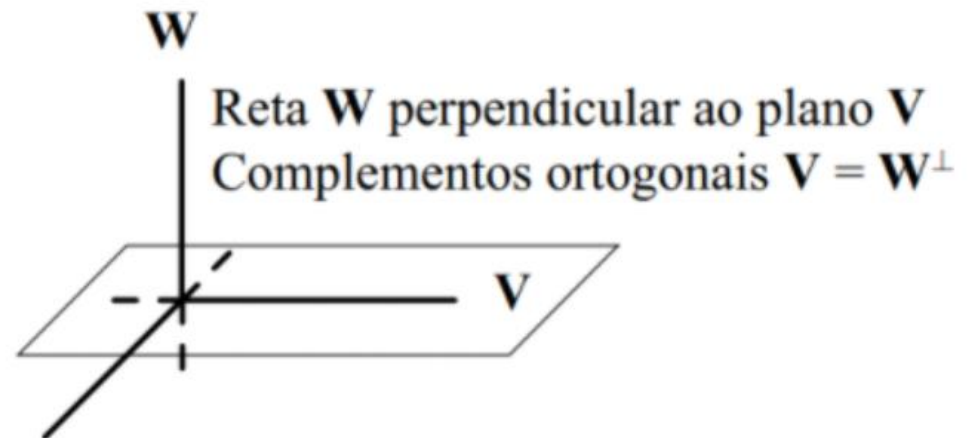 W
Reta W perpendicular ao plano V
Complementos ortogonais V = W⊥
V